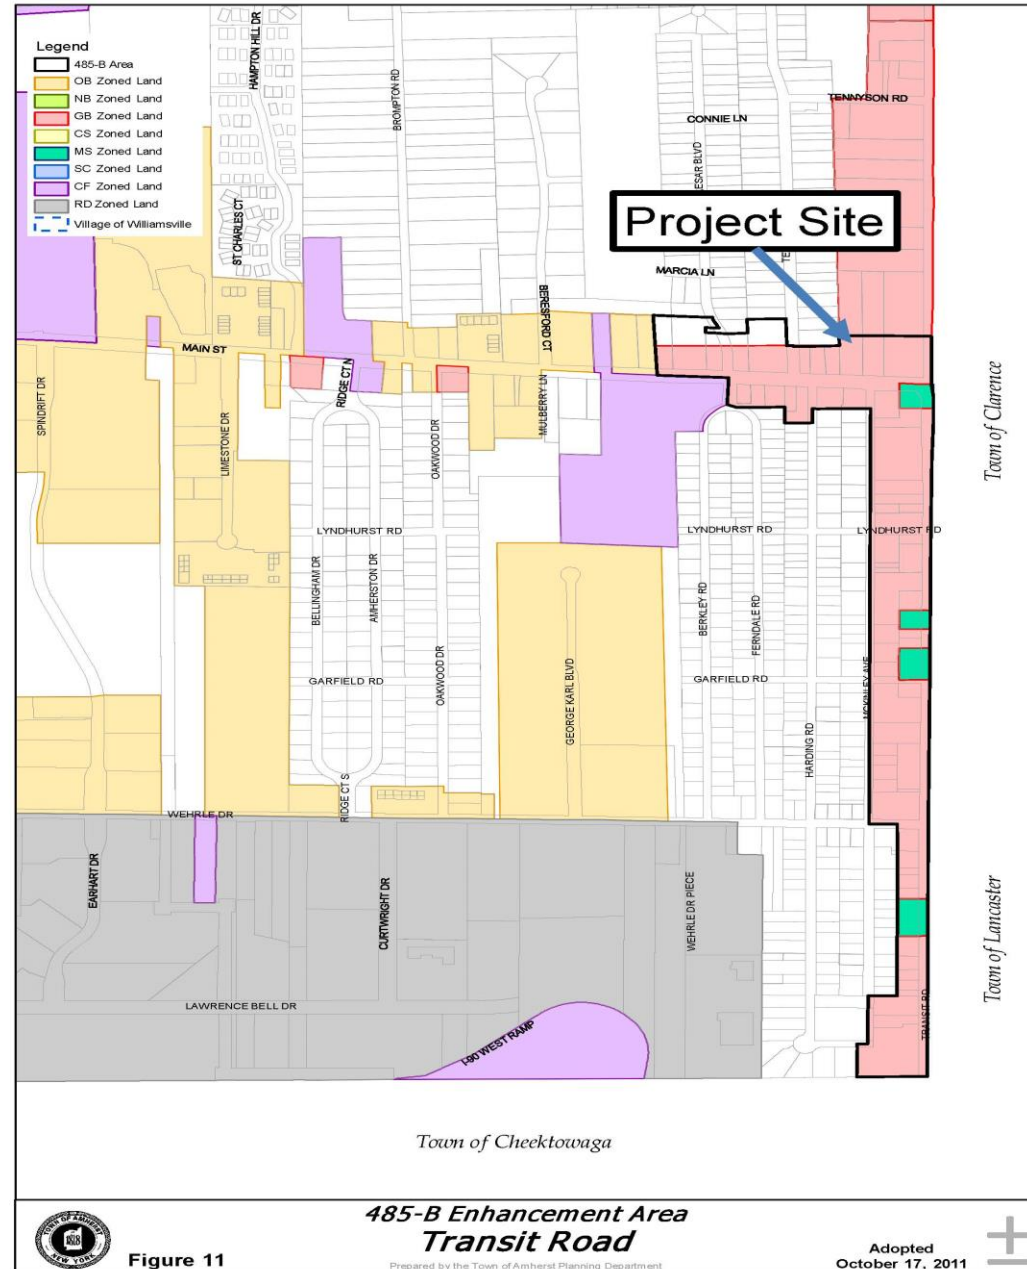 Legend
485-B Area
OB Zoned Land
NB Zoned Land
GB Zoned Land
CS Zoned Land
MS Zoned Land
SC Zoned Land
CF Zoned Land
RD Zoned Land
Village of Williamsville
HAMPTON HILL DR
BROMPTON RD
TENNYSON RD
CONNIE LN
ESAR BLVD
Project Site
ST CHARLES CT
MARCIA LN
BERESFORD CT
MAIN ST
RIDGE CT N
SPINDRIFT DR
LIMESTONE DR
OAKWOOD DR
MULBERRY LN
Town of Clarence
LYNDHURST RD
LYNDHURST RD
LYNDHURST RD
BELLINGHAM DR
AMHERSTON DR
BERKLEY RD
FERNDALE RD
GARFIELD RD
OAKWOOD DR
GEORGE KARL BLVD
GARFIELD RD
MCKINLEY AVE
HARDING RD
RIDGE CT S
WEHRLE DR
EARHART DR
CURTWRIGHT DR
WEHRLE DR PIECE
Town of Lancaster
LAWRENCE BELL DR
I-90 WEST RAMP
TRANSIT RD
Town of Cheektowaga
TOWN OF AMHERST
NEW YORK
Figure 11
485-B Enhancement Area
Transit Road
Prepared by the Town of Amherst Planning Department
Adopted
October 17, 2011